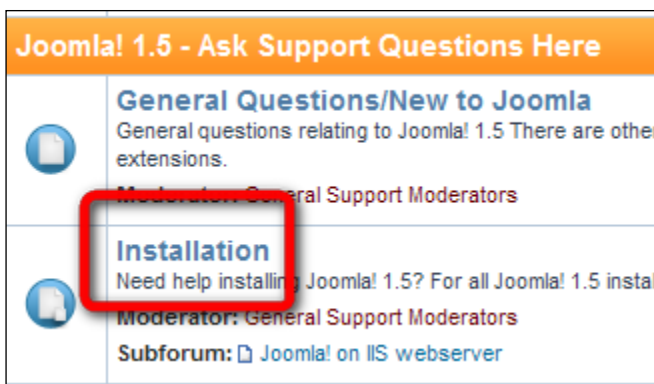 Joomla! 1.5 - Ask Support Questions Here
General Questions/New to Joomla
General questions relating to Joomla! 1.5 There are othe
extensions.
Moderator: General Support Moderators
Installation
Need help installing Joomla! 1.5? For all Joomla! 1.5 instal
Moderator: General Support Moderators
Subforum: Joomla! on IIS webserver